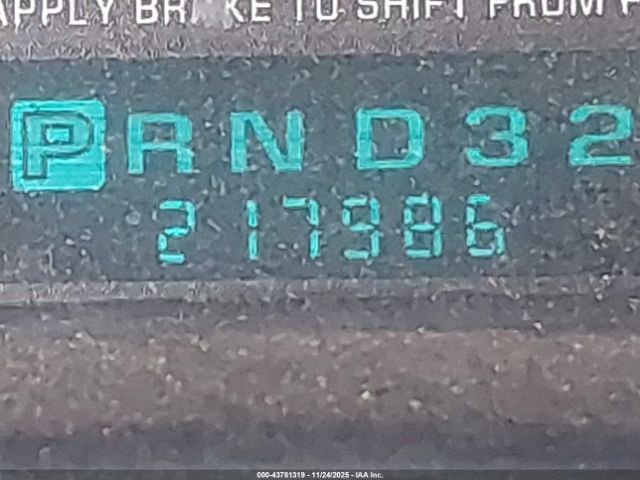 APPLY BRAKE TO SHIFT FROM P
PRND32
217986
000-43781319 - 11/24/2025 - IAA Inc.